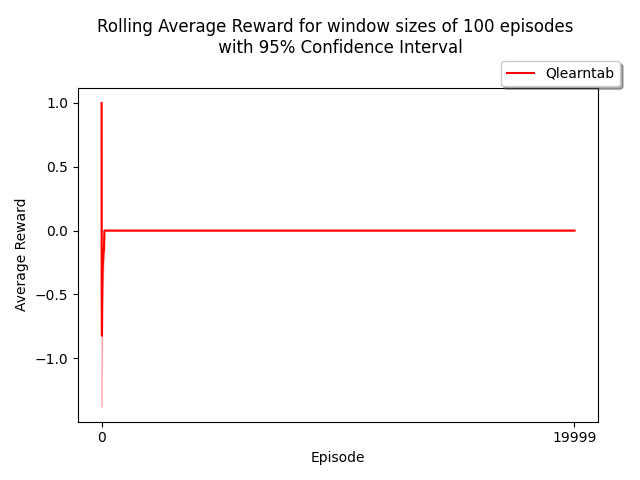 Rolling Average Reward for window sizes of 100 episodes
with 95% Confidence Interval
Qlearntab
1.0
0.5
0.0
−0.5
−1.0
Average Reward
0
19999
Episode